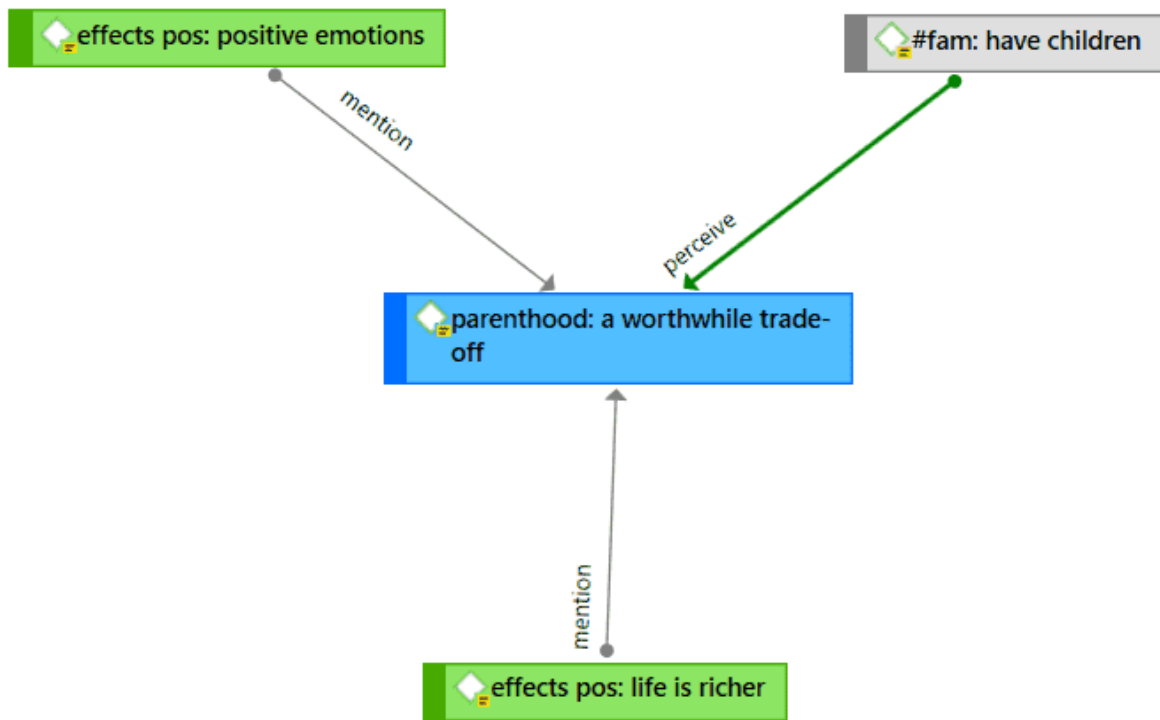 effects pos: positive emotions
#fam: have children
mention
perceive
parenthood: a worthwhile trade-
off
mention
effects pos: life is richer